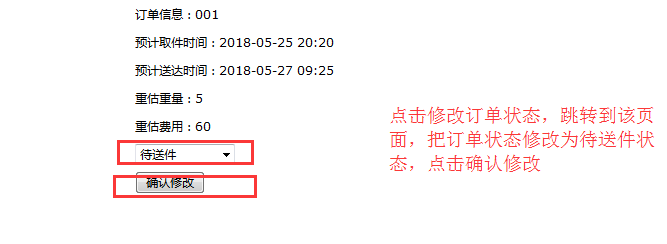 订单信息：001
预计取件时间：2018-05-25 20:20
预计送达时间：2018-05-27 09:25
重估重量：5
重估费用：60
待送件
确认修改
点击修改订单状态，跳转到该页
面，把订单状态修改为待送件状
态，点击确认修改